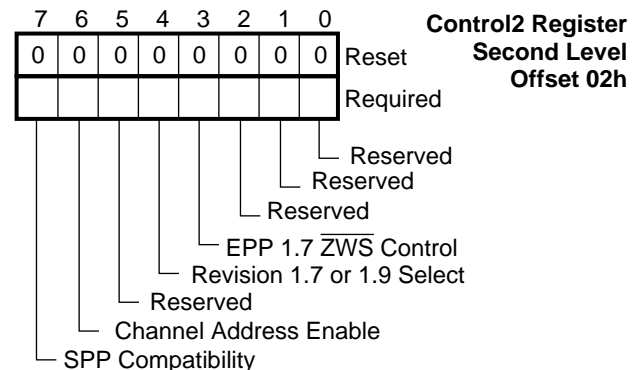 7 6 5 4 3 2 1 0
Control2 Register
Second Level
Offset 02h
0 0 0 0 0 0 0 0 Reset
Required
Reserved
Reserved
Reserved
EPP 1.7 Z̅W̅S̅ Control
Revision 1.7 or 1.9 Select
Reserved
Channel Address Enable
SPP Compatibility